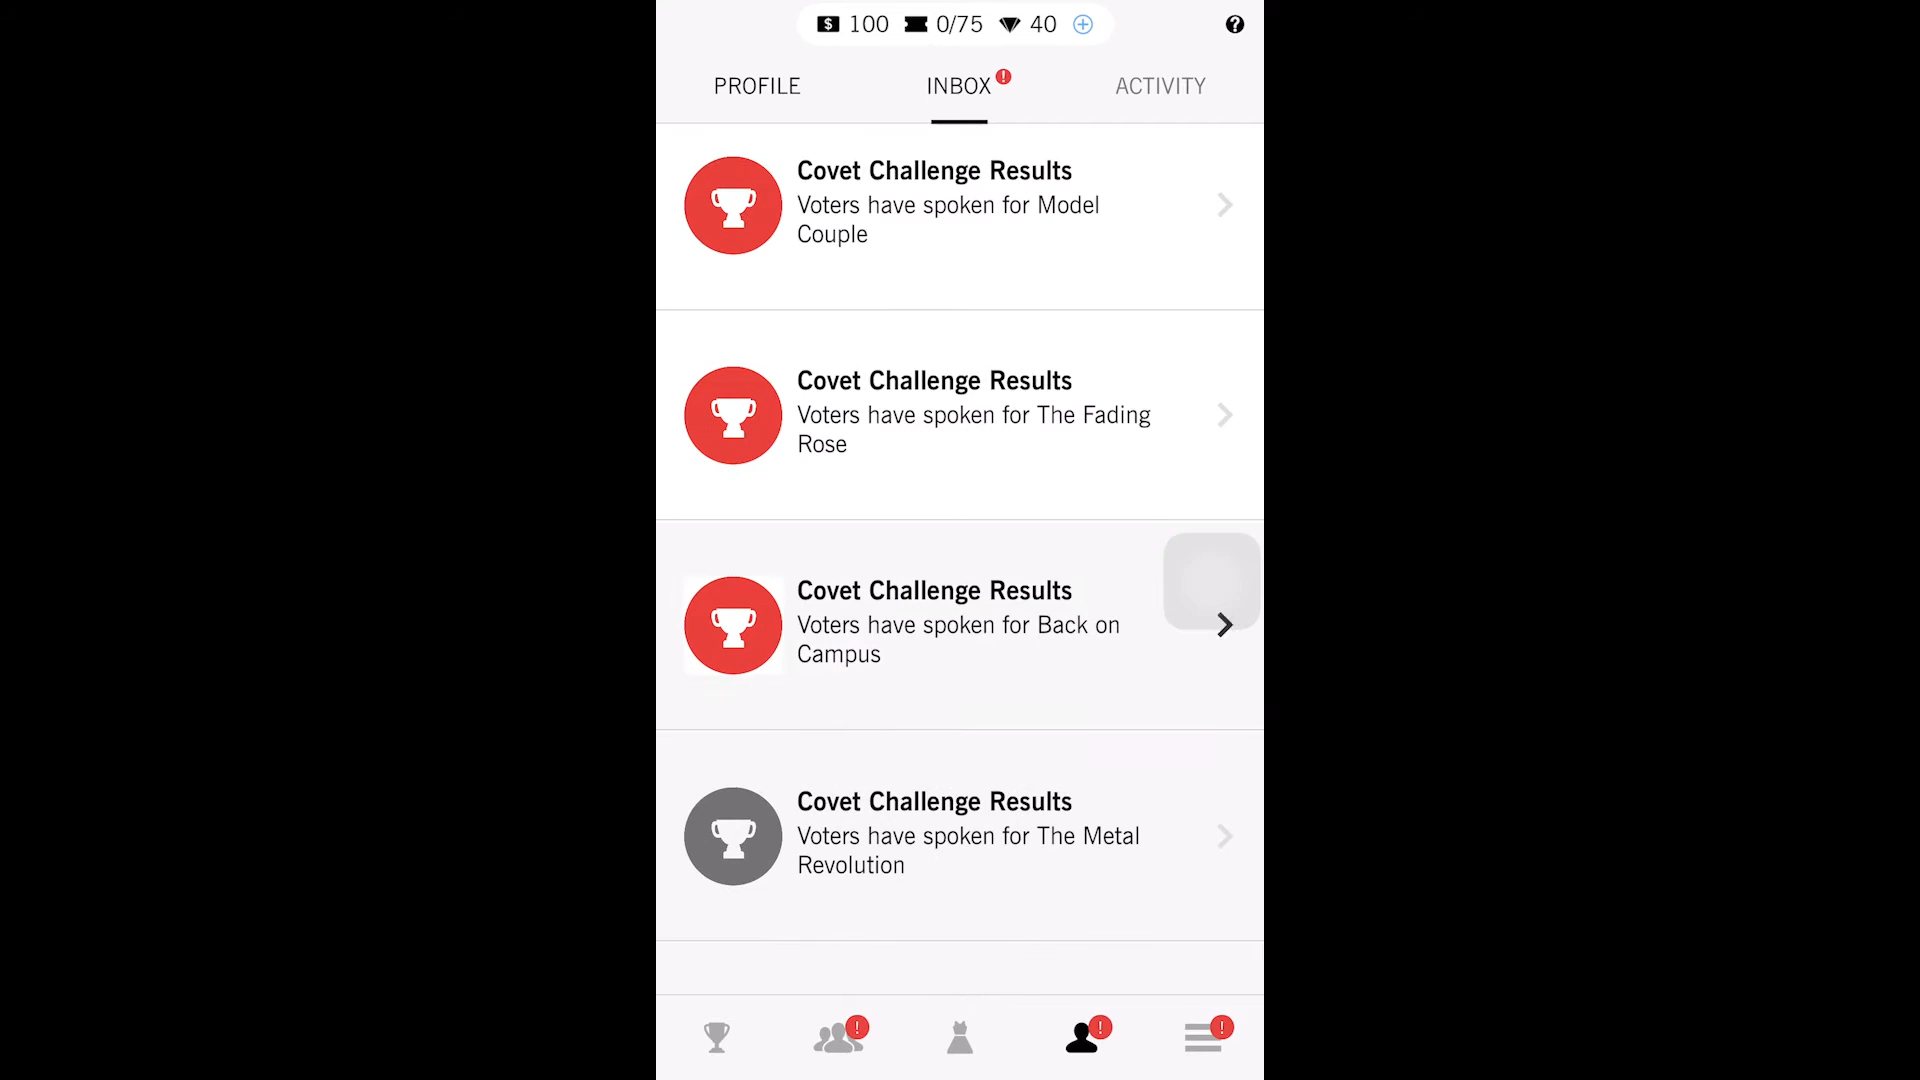 $ 100 0/75 40 + ?
PROFILE INBOX ! ACTIVITY
Covet Challenge Results
Voters have spoken for Model
Couple
Covet Challenge Results
Voters have spoken for The Fading
Rose
Covet Challenge Results
Voters have spoken for Back on
Campus
Covet Challenge Results
Voters have spoken for The Metal
Revolution
! ! !